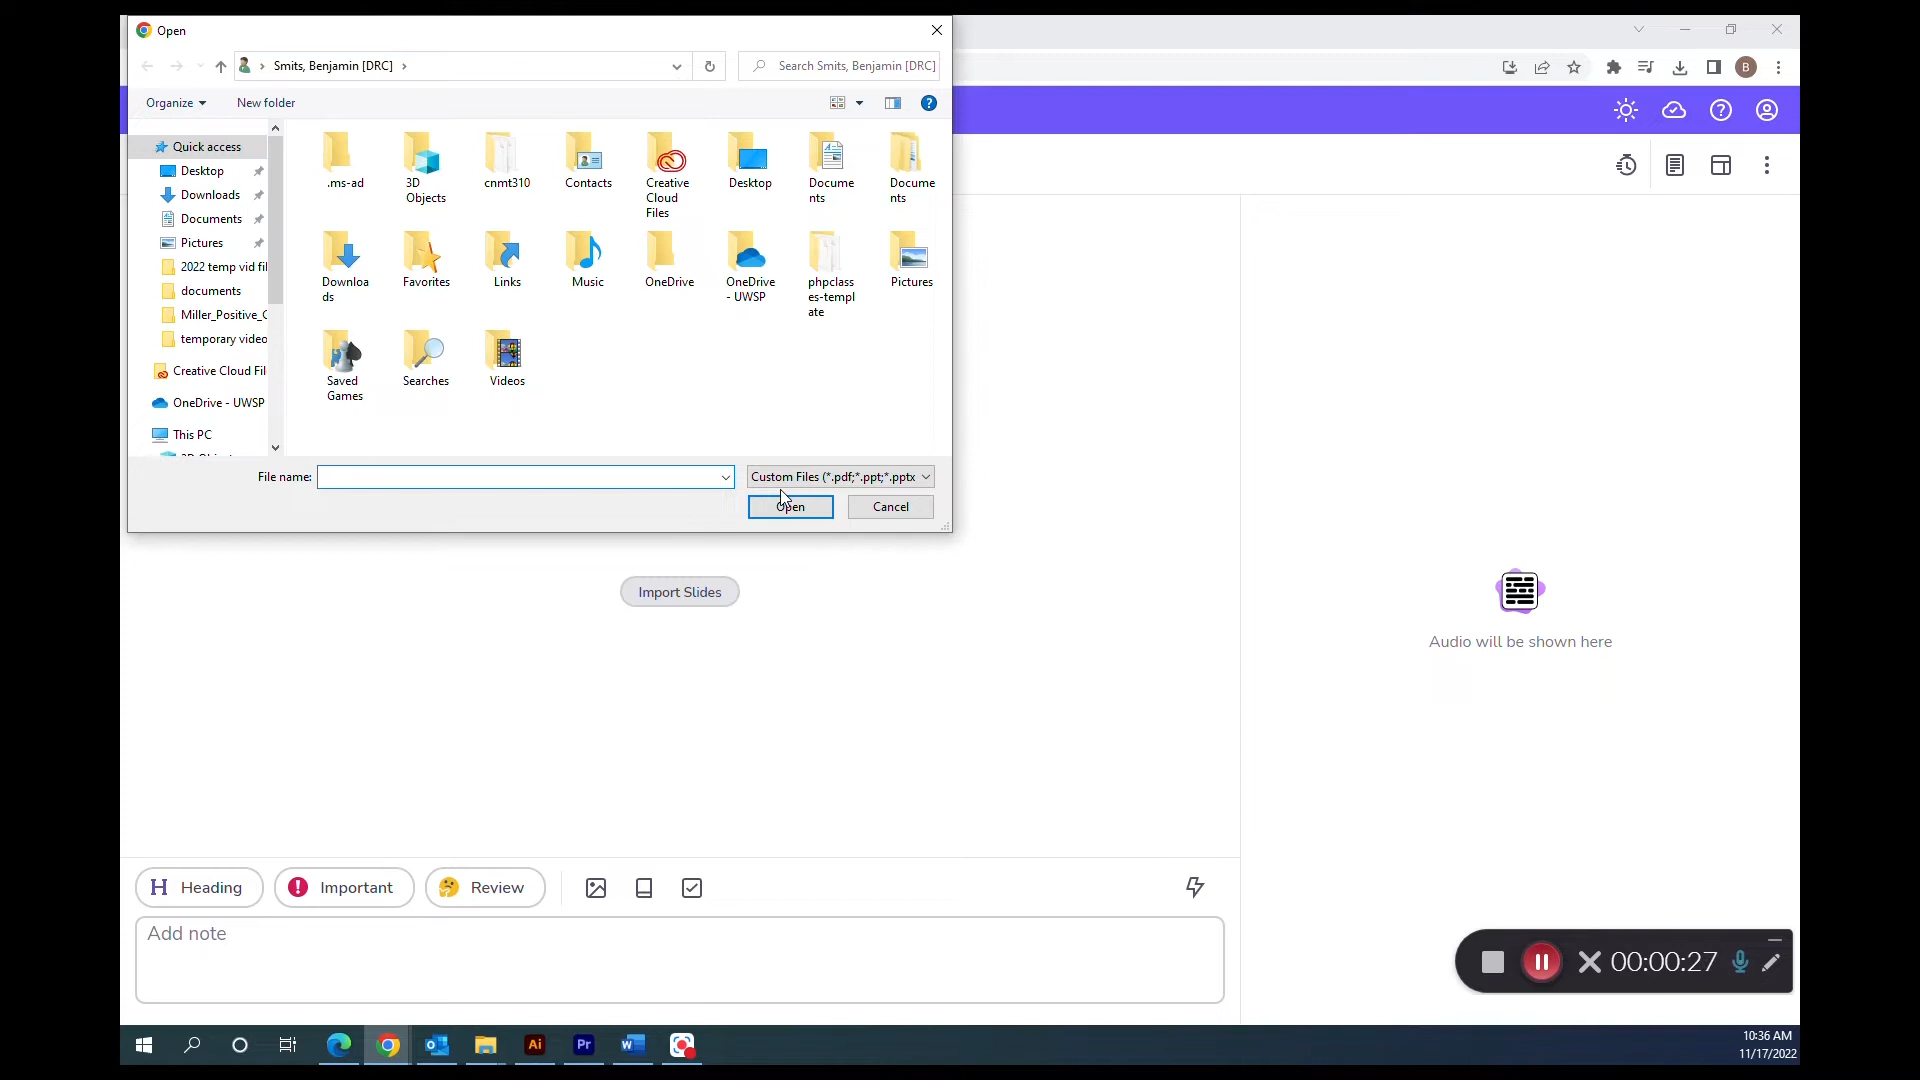 Open
Smits, Benjamin [DRC]
Search Smits, Benjamin [DRC]
B
Organize
New folder
Quick access
Desktop
Downloads
Documents
Pictures
2022 temp vid fil
documents
Miller_Positive_
temporary video
Creative Cloud Fil
OneDrive - UWSP
This PC
.ms-ad
3D
Objects
cnmt310
Contacts
Creative
Cloud
Files
Desktop
Docume
nts
Docume
nts
Downloa
ds
Favorites
Links
Music
OneDrive
OneDrive
- UWSP
phpclass
es-templ
ate
Pictures
Saved
Games
Searches
Videos
File name:
Custom Files (*.pdf;*.ppt;*.pptx
Open
Cancel
Import Slides
Audio will be shown here
H Heading
Important
Review
Add note
00:00:27
Ai
Pr
10:36 AM
11/17/2022